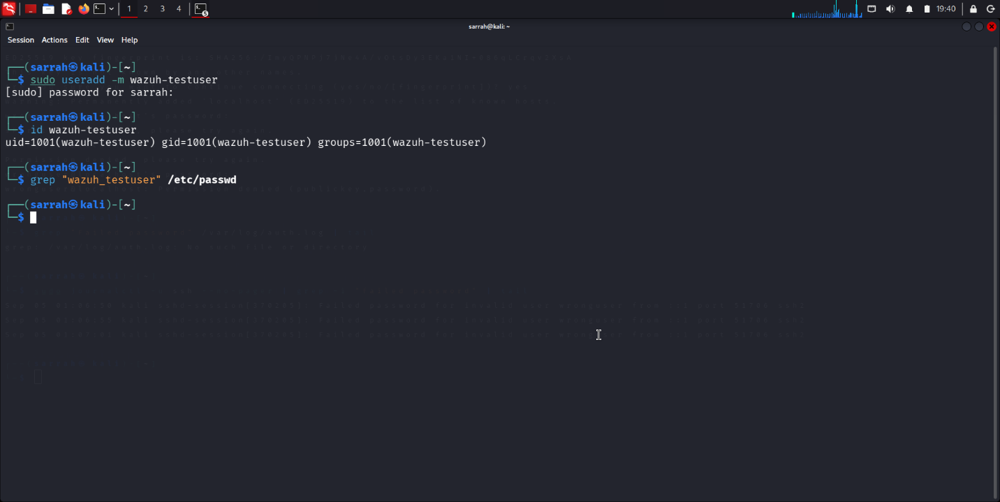 1 2 3 4 5 19:40
sarrah@kali: ~
Session Actions Edit View Help
┌──(sarrah㉿kali)-[~]
└─$ sudo useradd -m wazuh-testuser
[sudo] password for sarrah:
┌──(sarrah㉿kali)-[~]
└─$ id wazuh-testuser
uid=1001(wazuh-testuser) gid=1001(wazuh-testuser) groups=1001(wazuh-testuser)
┌──(sarrah㉿kali)-[~]
└─$ grep "wazuh_testuser" /etc/passwd
┌──(sarrah㉿kali)-[~]
└─$